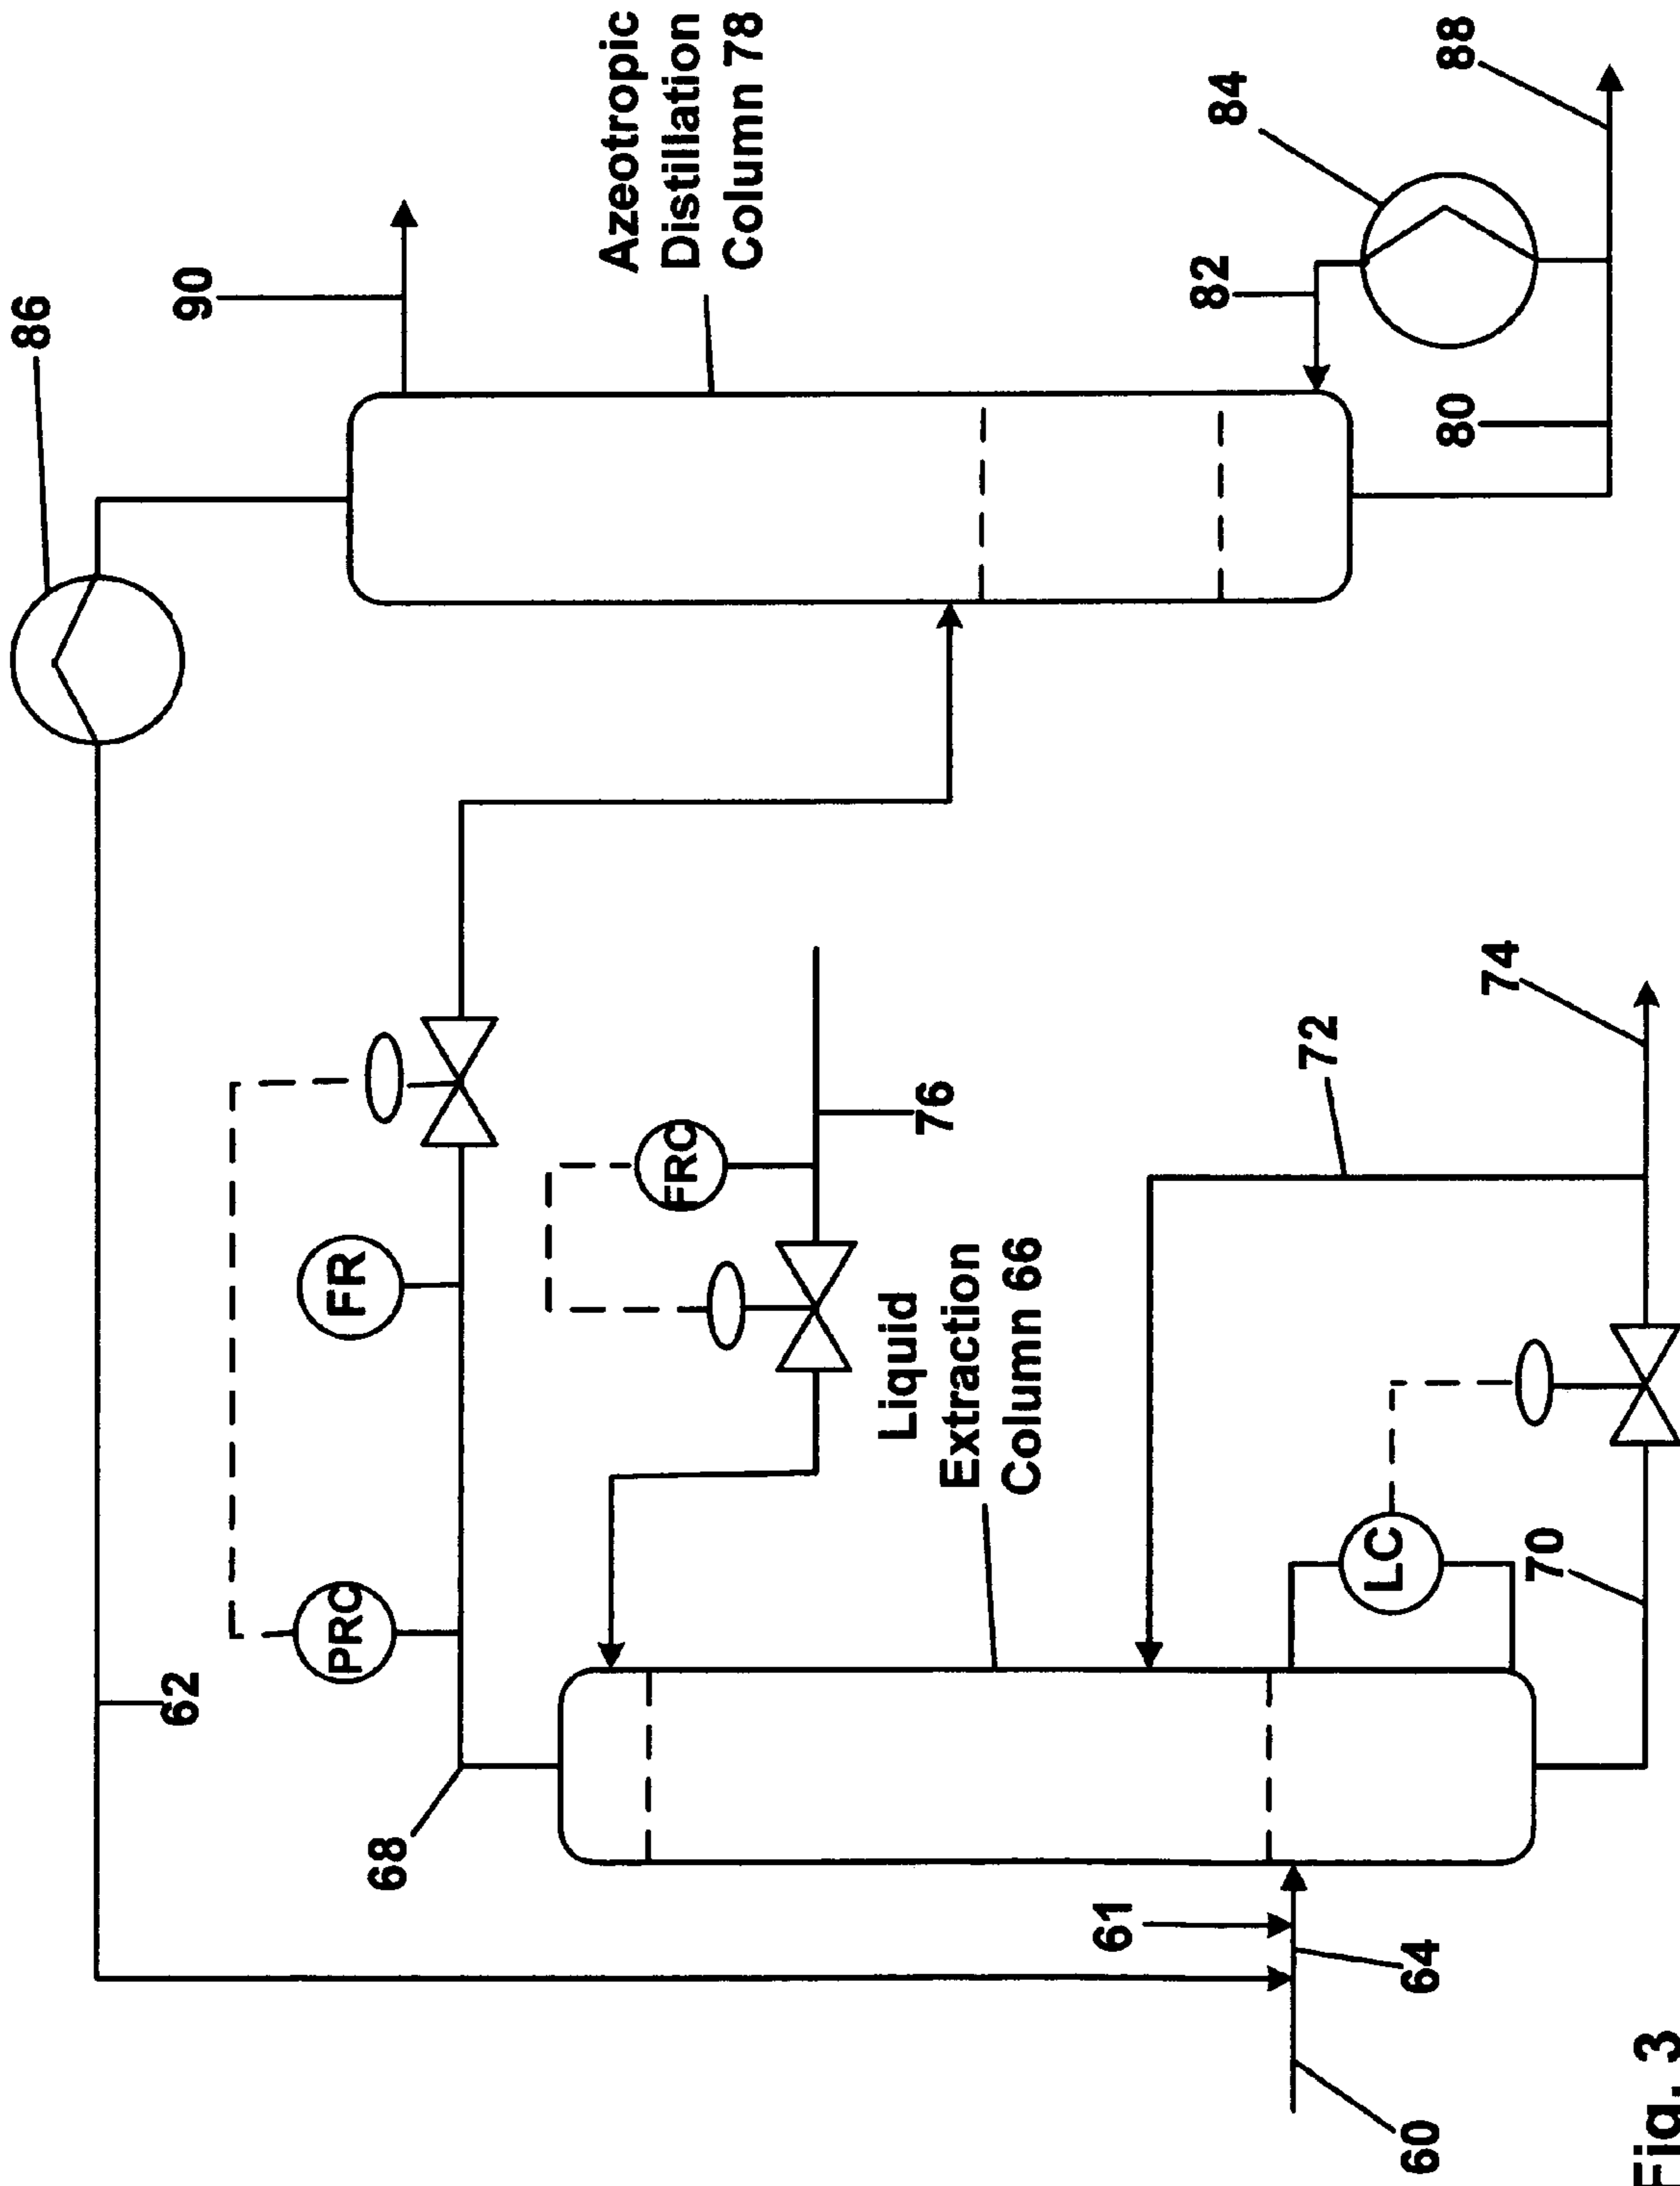 86
62
90
PRC
FR
68
FRC
Azeotropic
Distillation
Column 78
76
Liquid
Extraction
Column 66
61
82
84
72
LC
60
64
80
88
74
70
Fig. 3